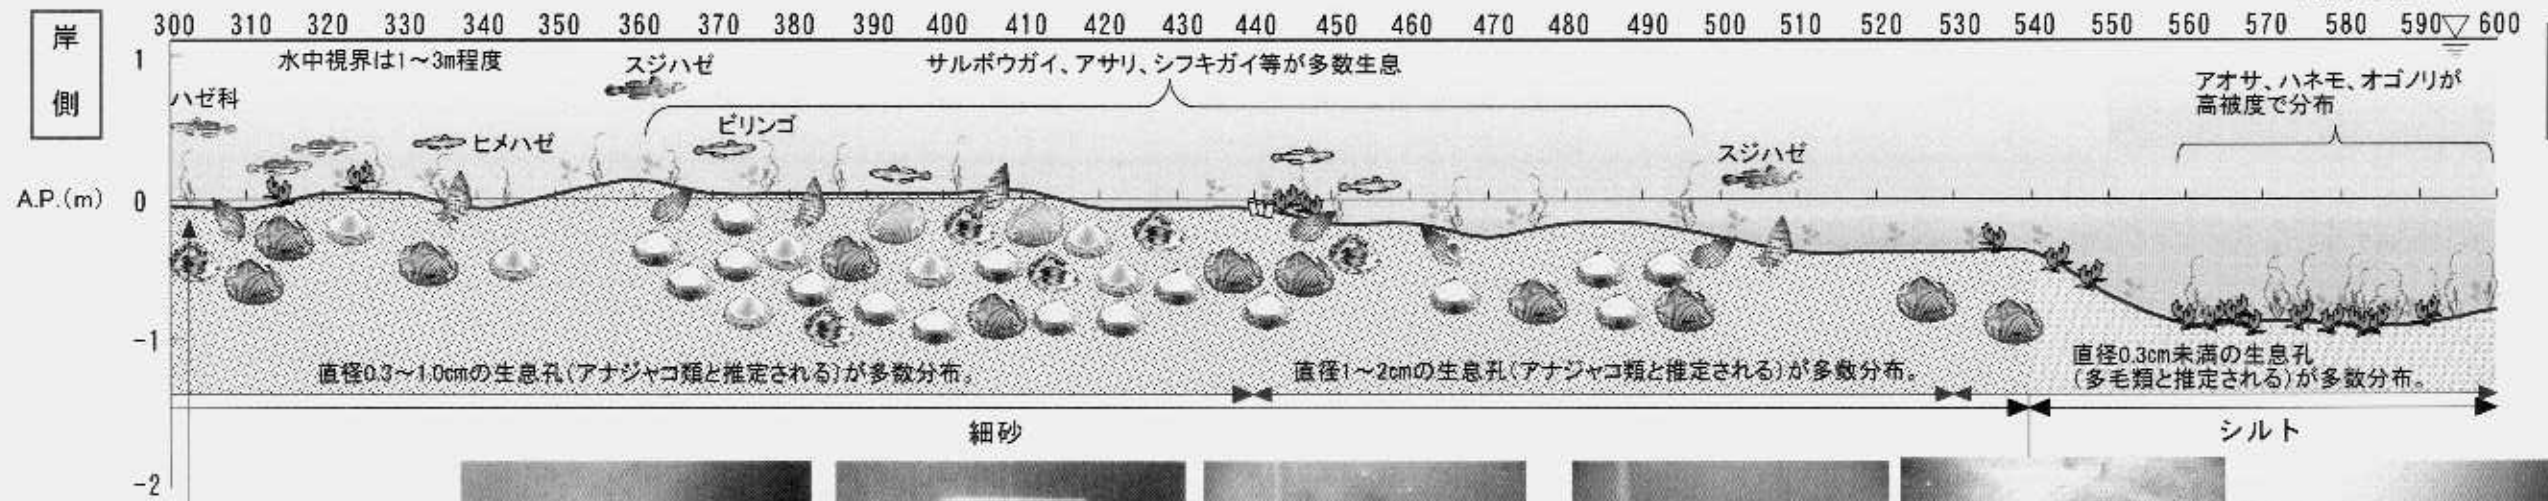 岸側
300 310 320 330 340 350 360 370 380 390 400 410 420 430 440 450 460 470 480 490 500 510 520 530 540 550 560 570 580 590 600
1
水中視界は1～3m程度
スジハゼ
サルボウガイ、アサリ、シフキガイ等が多数生息
アオサ、ハネモ、オゴノリが
高被度で分布
ハゼ科
ビリンゴ
ヒメハゼ
スジハゼ
A.P.(m)
0
-1
直径0.3～1.0cmの生息孔(アナジャコ類と推定される)が多数分布。
直径1～2cmの生息孔(アナジャコ類と推定される)が多数分布。
直径0.3cm未満の生息孔
(多毛類と推定される)が多数分布。
細砂
シルト
-2